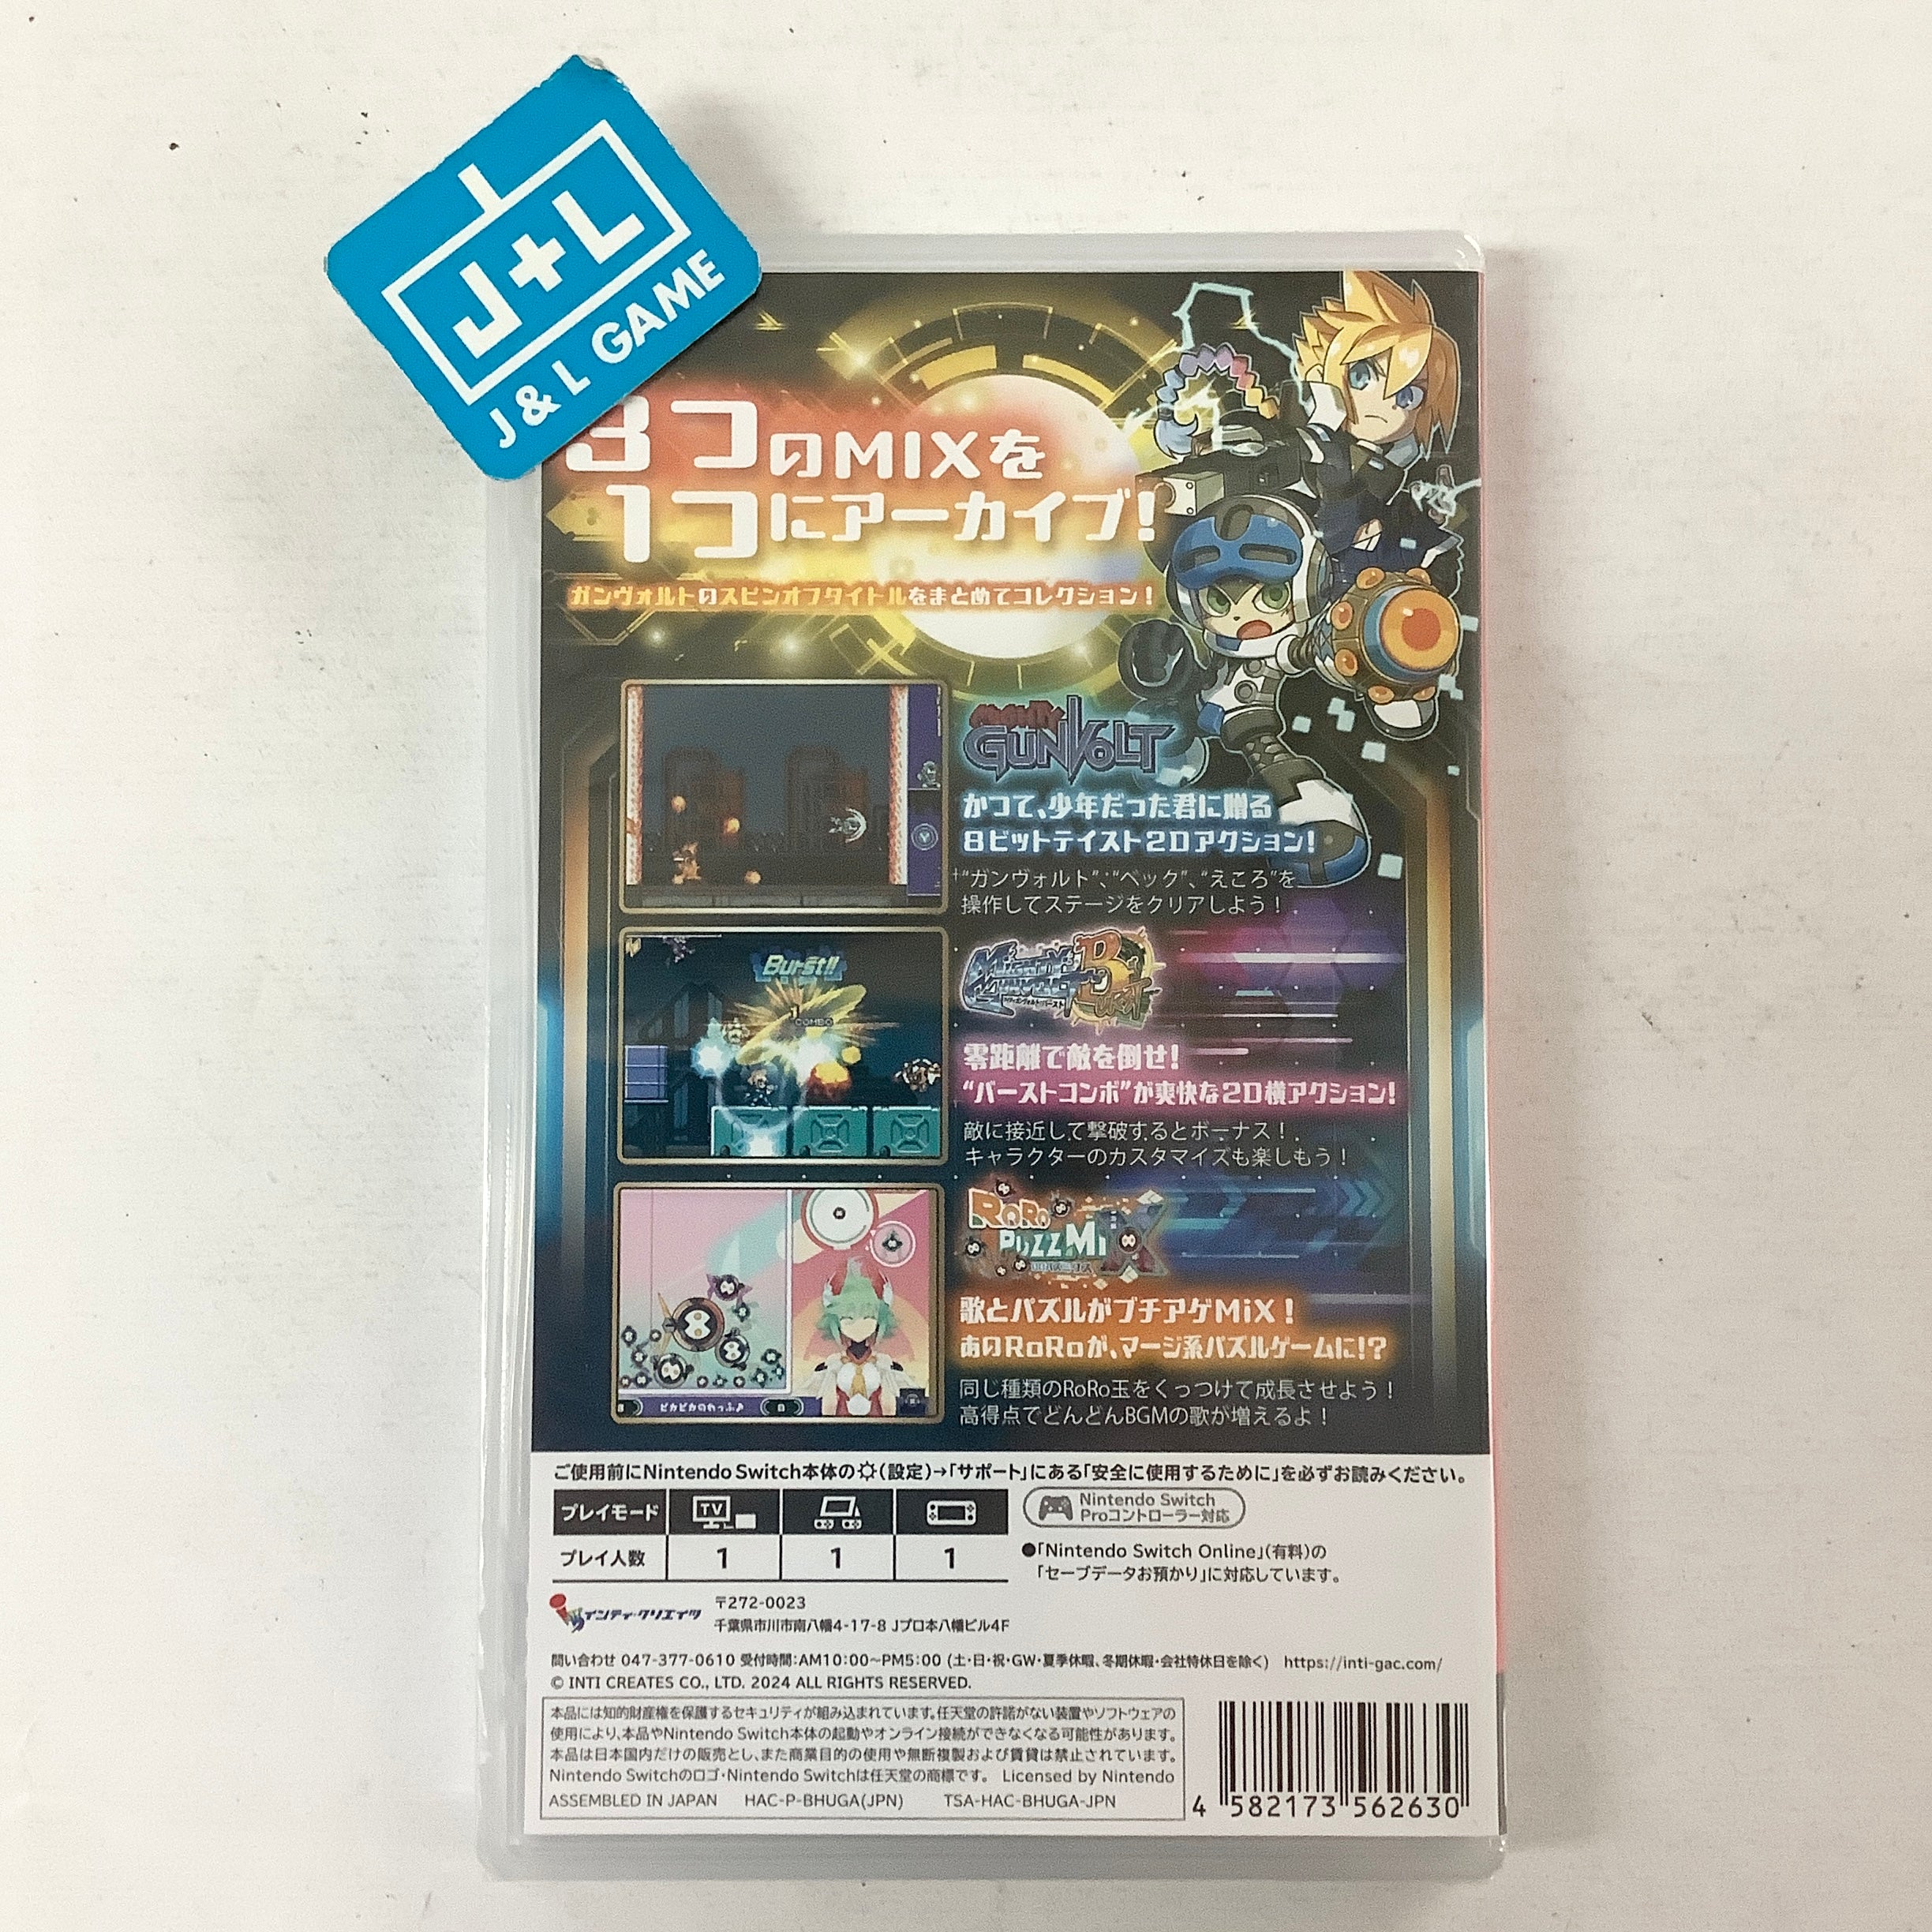 J+L
J & L GAME
3つのMIXを
1つにアーカイブ!
ガンヴォルトのスピンオフタイトルをまとめてコレクション!
MIGHTY
GUNVOLT
かつて、少年だった君に贈る
8ビットテイスト2Dアクション!
"ガンヴォルト"、"ベック"、"えころ"を
操作してステージをクリアしよう!
Burst!!
1
COMBO
MIGHTY
GUNVOLT BURST
マイティガンヴォルト バースト
零距離で敵を倒せ!
"バーストコンボ"が爽快な2D横アクション!
敵に接近して撃破するとボーナス!
キャラクターのカスタマイズも楽しもう!
RoRo
PUZZ MiX
歌とパズルがブチアゲMiX!
あのRoRoが、マージ系パズルゲームに!?
同じ種類のRoRo玉をくっつけて成長させよう!
高得点でどんどんBGMの歌が増えるよ!
ご使用前にNintendo Switch本体の(設定)→「サポート」にある「安全に使用するために」を必ずお読みください。
プレイモード TV
プレイ人数 1 1 1
Nintendo Switch
Proコントローラー対応
●「Nintendo Switch Online」(有料)の
「セーブデータお預かり」に対応しています。
インティ・クリエイツ
〒272-0023
千葉県市川市南八幡4-17-8 Jプロ本八幡ビル4F
問い合わせ 047-377-0610 受付時間:AM10:00~PM5:00 (土・日・祝・GW・夏季休暇、冬期休暇・会社特休日を除く) https://inti-gac.com/
© INTI CREATES CO., LTD. 2024 ALL RIGHTS RESERVED.
本品には知的財産権を保護するセキュリティが組み込まれています。任天堂の許諾がない装置やソフトウェアの
使用により、本品やNintendo Switch本体の起動やオンライン接続ができなくなる可能性があります。
本品は日本国内だけの販売とし、また商業目的の使用や無断複製および賃貸は禁止されています。
Nintendo Switchのロゴ・Nintendo Switchは任天堂の商標です。 Licensed by Nintendo
ASSEMBLED IN JAPAN HAC-P-BHUGA(JPN) TSA-HAC-BHUGA-JPN
4 582173 562630